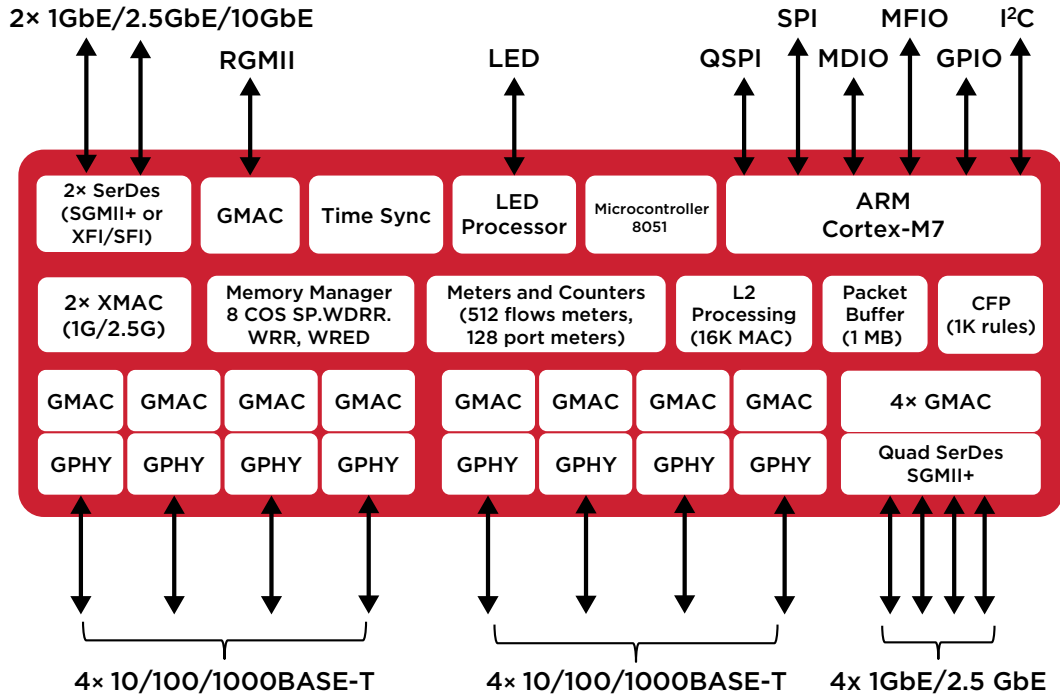 2× 1GbE/2.5GbE/10GbE
SPI
MFIO
I²C
RGMII
LED
QSPI
MDIO
GPIO
2× SerDes
(SGMII+ or
XFI/SFI)
GMAC
Time Sync
LED
Processor
Microcontroller
8051
ARM
Cortex-M7
2× XMAC
(1G/2.5G)
Memory Manager
8 COS SP.WDRR.
WRR, WRED
Meters and Counters
(512 flows meters,
128 port meters)
L2
Processing
(16K MAC)
Packet
Buffer
(1 MB)
CFP
(1K rules)
GMAC
GMAC
GMAC
GMAC
GMAC
GMAC
GMAC
GMAC
4× GMAC
GPHY
GPHY
GPHY
GPHY
GPHY
GPHY
GPHY
GPHY
Quad SerDes
SGMII+
4× 10/100/1000BASE-T
4× 10/100/1000BASE-T
4x 1GbE/2.5 GbE